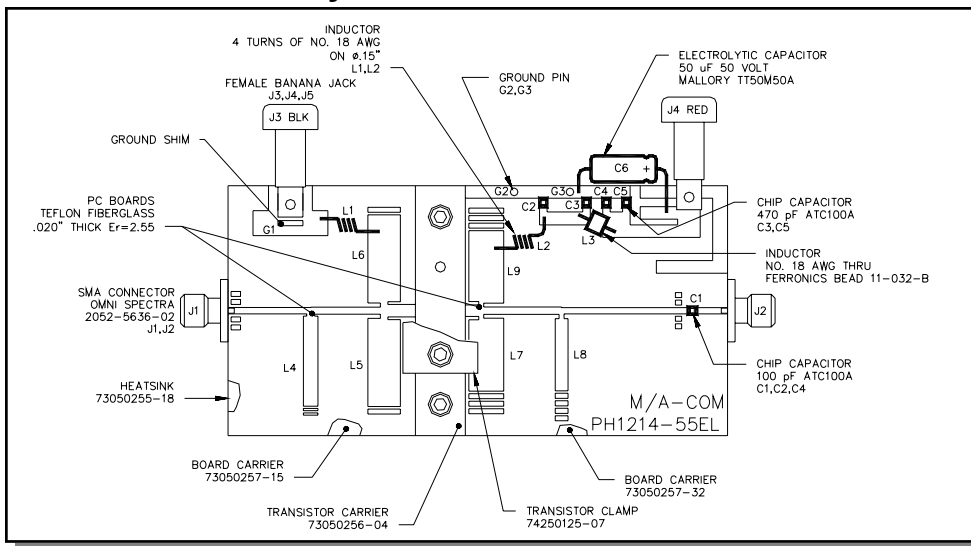 INDUCTOR
4 TURNS OF NO. 18 AWG
ON ø.15"
L1,L2
FEMALE BANANA JACK
J3,J4,J5
J3 BLK
GROUND SHIM
GROUND PIN
G2,G3
ELECTROLYTIC CAPACITOR
50 uF 50 VOLT
MALLORY TT50M50A
J4 RED
C6 +
PC BOARDS
TEFLON FIBERGLASS
.020" THICK Er=2.55
G1
L1
L6
G2
G3
C4
C5
C2
C3
L2
L3
L9
CHIP CAPACITOR
470 pF ATC100A
C3,C5
INDUCTOR
NO. 18 AWG THRU
FERRONICS BEAD 11-032-B
SMA CONNECTOR
OMNI SPECTRA
2052-5636-02
J1,J2
J1
C1
J2
L4
L5
L7
L8
CHIP CAPACITOR
100 pF ATC100A
C1,C2,C4
HEATSINK
73050255-18
M/A-COM
PH1214-55EL
BOARD CARRIER
73050257-15
BOARD CARRIER
73050257-32
TRANSISTOR CARRIER
73050256-04
TRANSISTOR CLAMP
74250125-07